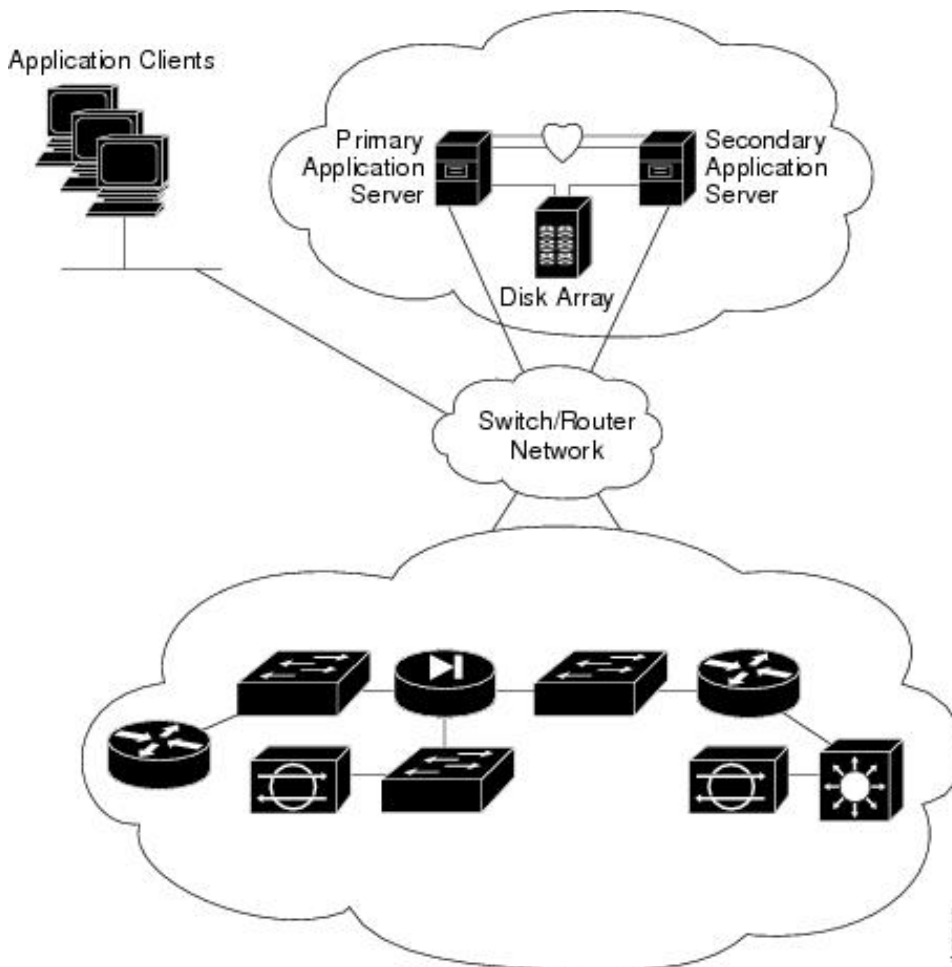 Application Clients
Primary
Application
Server
Secondary
Application
Server
Disk Array
Switch/Router
Network